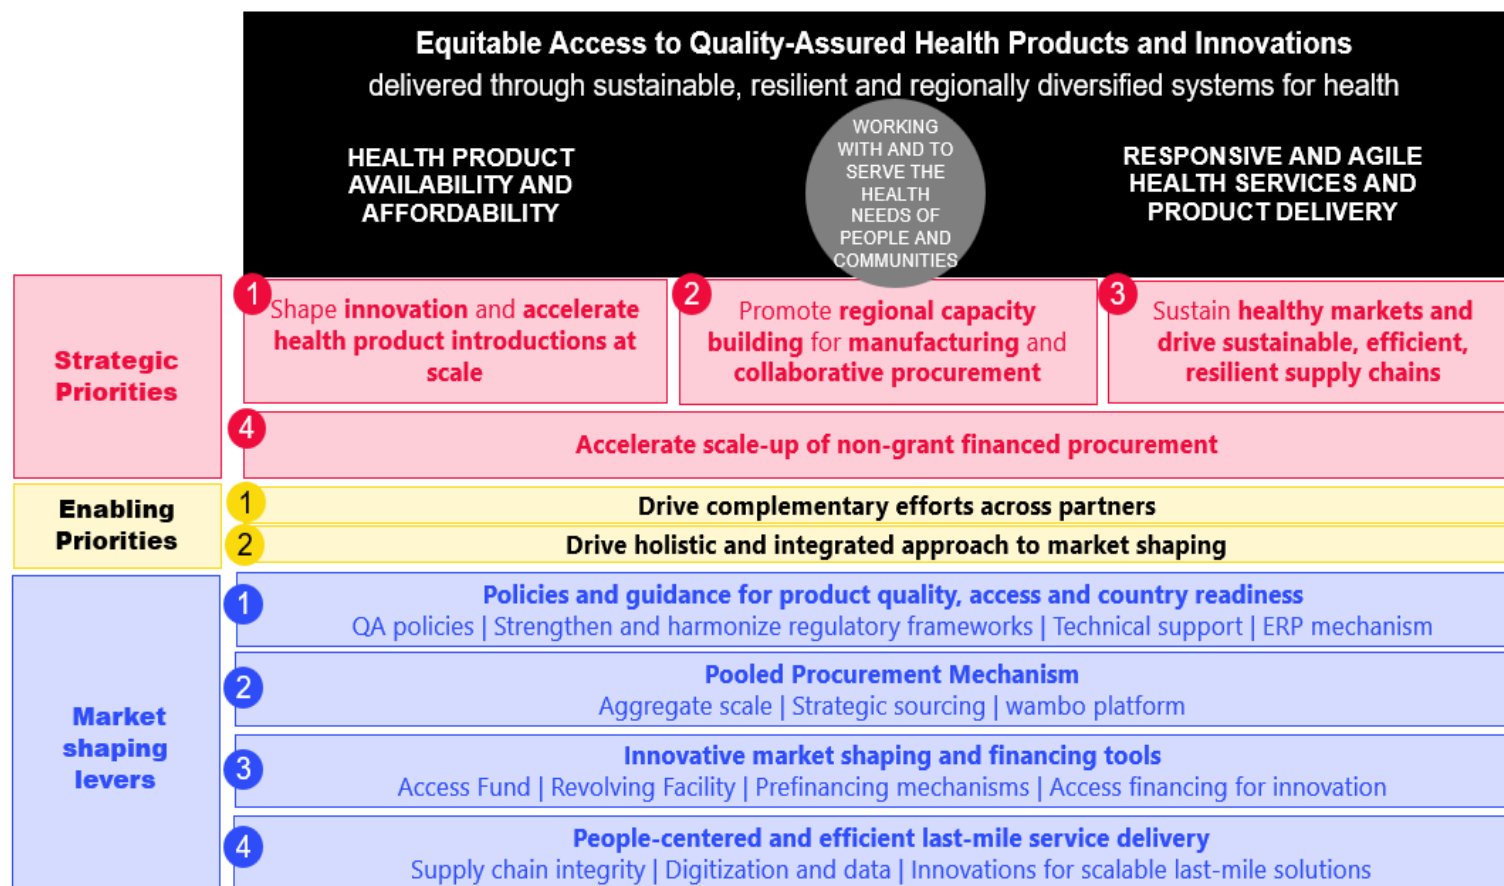 Equitable Access to Quality-Assured Health Products and Innovations
delivered through sustainable, resilient and regionally diversified systems for health
HEALTH PRODUCT
AVAILABILITY AND
AFFORDABILITY
WORKING
WITH AND TO
SERVE THE
HEALTH
NEEDS OF
PEOPLE AND
COMMUNITIES
RESPONSIVE AND AGILE
HEALTH SERVICES AND
PRODUCT DELIVERY
Strategic
Priorities
1
Shape innovation and accelerate
health product introductions at
scale
2
Promote regional capacity
building for manufacturing and
collaborative procurement
3
Sustain healthy markets and
drive sustainable, efficient,
resilient supply chains
4
Accelerate scale-up of non-grant financed procurement
Enabling
Priorities
1
Drive complementary efforts across partners
2
Drive holistic and integrated approach to market shaping
Market
shaping
levers
1
Policies and guidance for product quality, access and country readiness
QA policies | Strengthen and harmonize regulatory frameworks | Technical support | ERP mechanism
2
Pooled Procurement Mechanism
Aggregate scale | Strategic sourcing | wambo platform
3
Innovative market shaping and financing tools
Access Fund | Revolving Facility | Prefinancing mechanisms | Access financing for innovation
4
People-centered and efficient last-mile service delivery
Supply chain integrity | Digitization and data | Innovations for scalable last-mile solutions